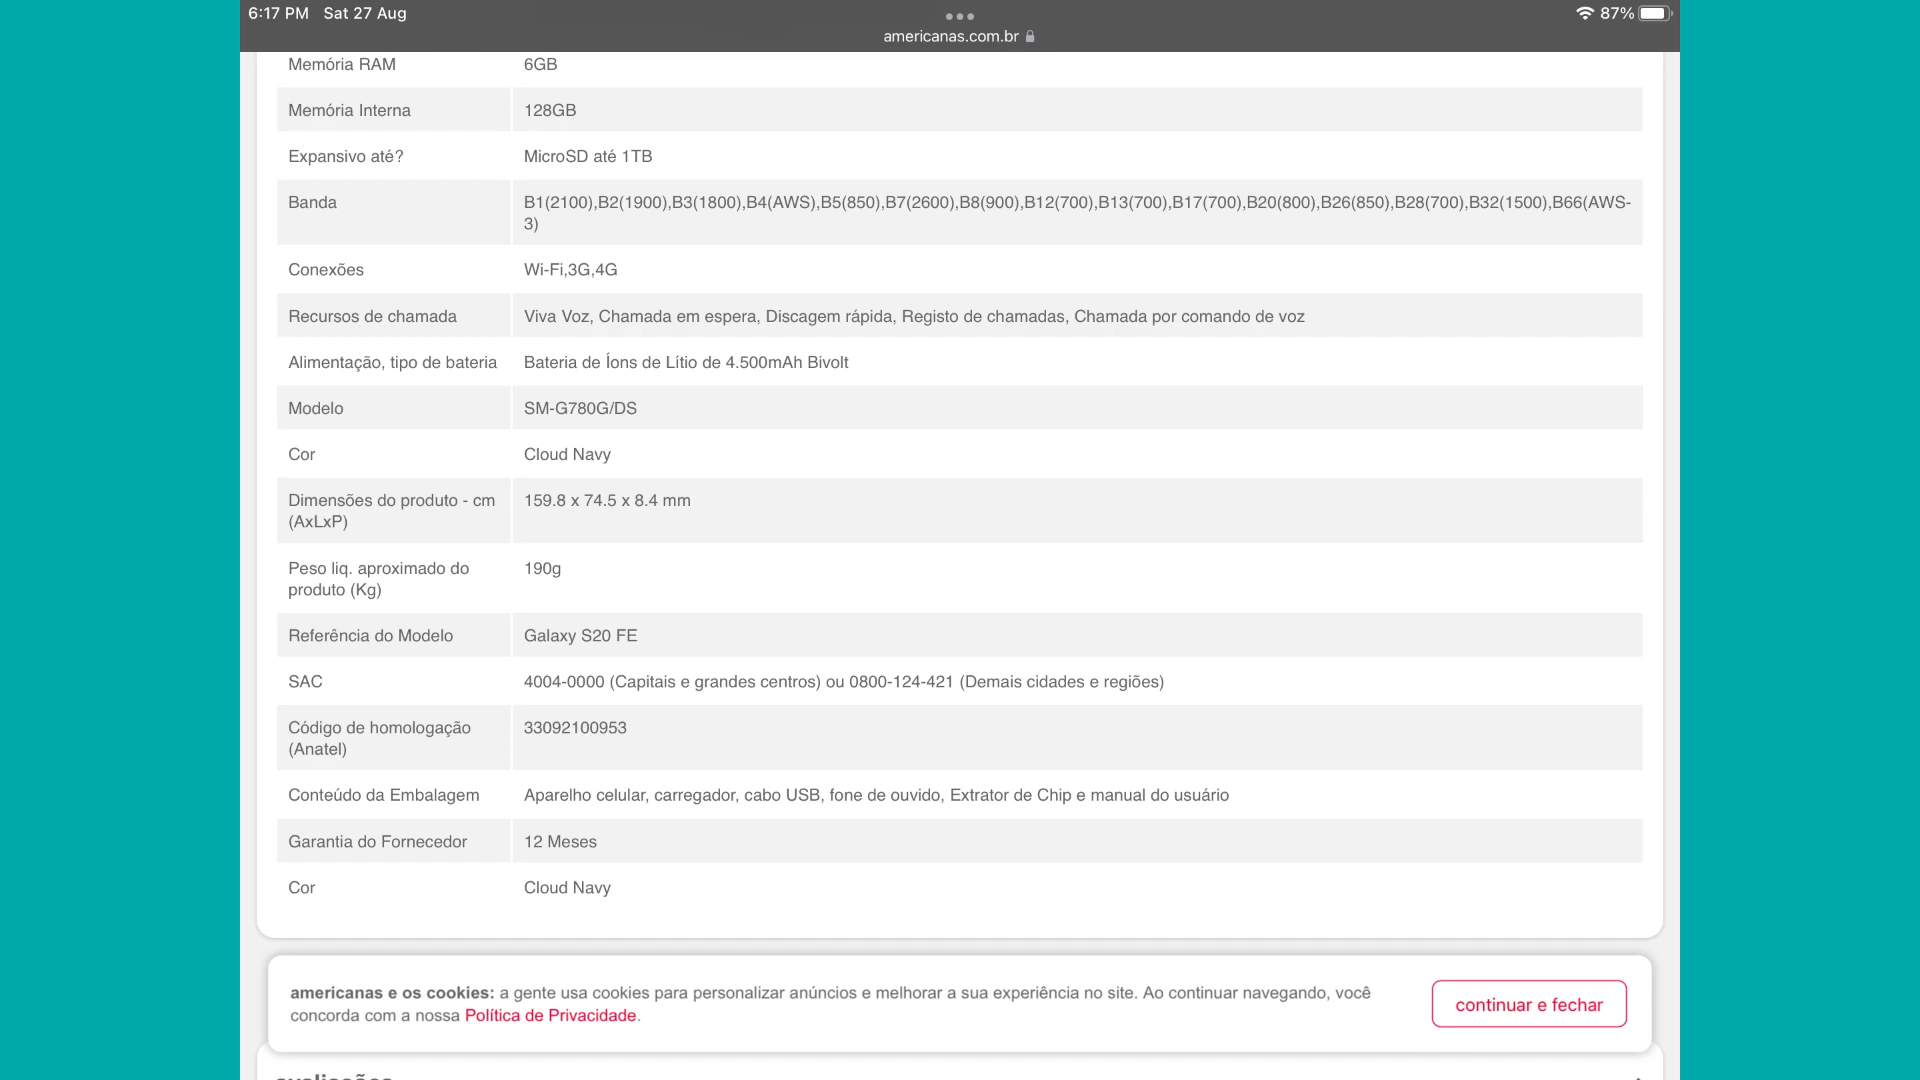 6:17 PM Sat 27 Aug
87%
americanas.com.br
Memória RAM 6GB
Memória Interna 128GB
Expansivo até? MicroSD até 1TB
Banda B1(2100),B2(1900),B3(1800),B4(AWS),B5(850),B7(2600),B8(900),B12(700),B13(700),B17(700),B20(800),B26(850),B28(700),B32(1500),B66(AWS-
3)
Conexões Wi-Fi,3G,4G
Recursos de chamada Viva Voz, Chamada em espera, Discagem rápida, Registo de chamadas, Chamada por comando de voz
Alimentação, tipo de bateria Bateria de Íons de Lítio de 4.500mAh Bivolt
Modelo SM-G780G/DS
Cor Cloud Navy
Dimensões do produto - cm 159.8 x 74.5 x 8.4 mm
(AxLxP)
Peso liq. aproximado do 190g
produto (Kg)
Referência do Modelo Galaxy S20 FE
SAC 4004-0000 (Capitais e grandes centros) ou 0800-124-421 (Demais cidades e regiões)
Código de homologação 33092100953
(Anatel)
Conteúdo da Embalagem Aparelho celular, carregador, cabo USB, fone de ouvido, Extrator de Chip e manual do usuário
Garantia do Fornecedor 12 Meses
Cor Cloud Navy
americanas e os cookies: a gente usa cookies para personalizar anúncios e melhorar a sua experiência no site. Ao continuar navegando, você
concorda com a nossa Política de Privacidade.
continuar e fechar
avaliações